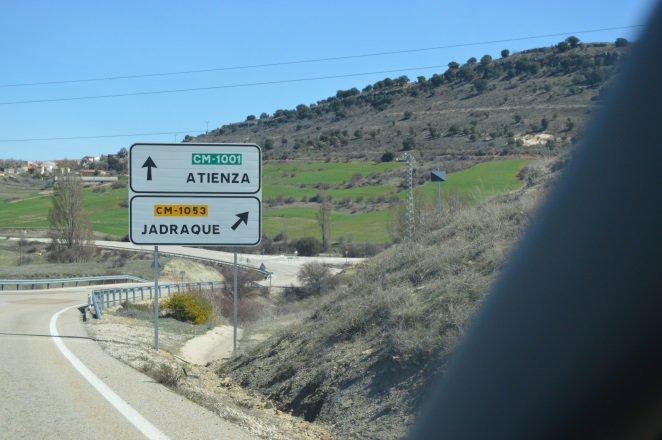 CM-1001
ATIENZA
CM-1053
JADRAQUE